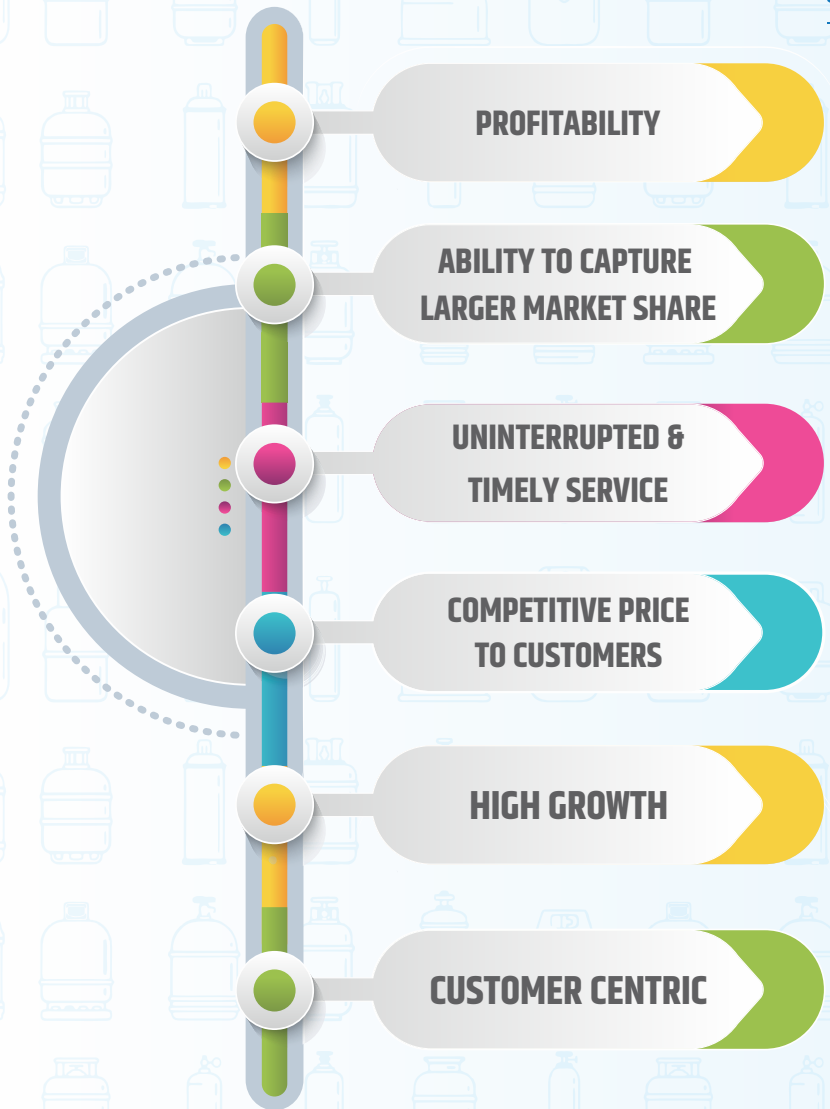 PROFITABILITY
ABILITY TO CAPTURE
LARGER MARKET SHARE
UNINTERRUPTED &
TIMELY SERVICE
COMPETITIVE PRICE
TO CUSTOMERS
HIGH GROWTH
CUSTOMER CENTRIC